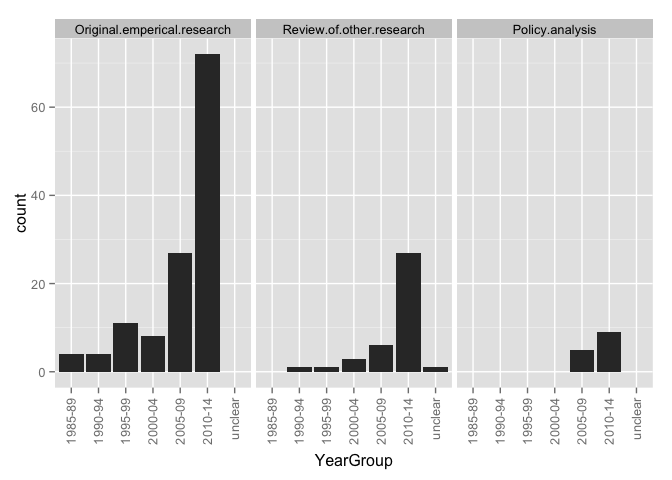 Original.emperical.research Review.of.other.research Policy.analysis
60
40
20
0
count
1985-89 1990-94 1995-99 2000-04 2005-09 2010-14 unclear 1985-89 1990-94 1995-99 2000-04 2005-09 2010-14 unclear 1985-89 1990-94 1995-99 2000-04 2005-09 2010-14 unclear
YearGroup